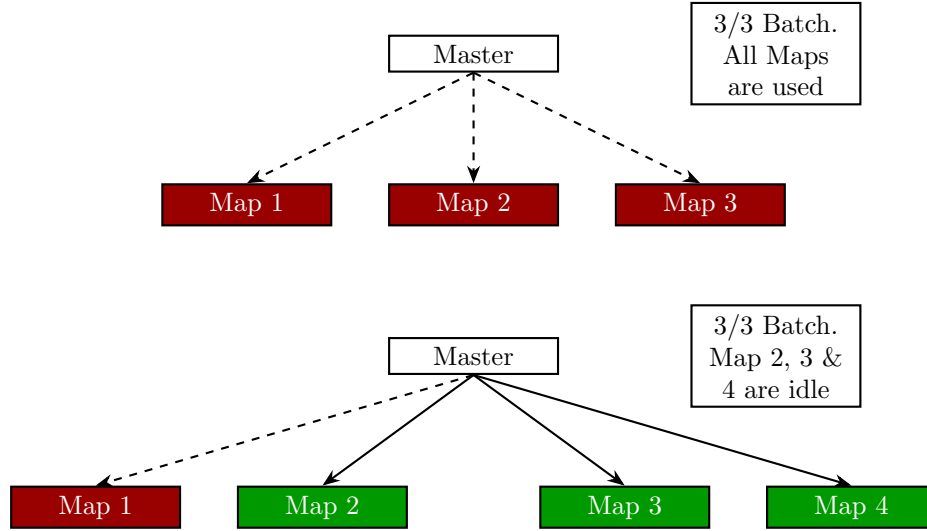 3/3 Batch.
All Maps
are used
Master
Map 1
Map 2
Map 3
3/3 Batch.
Map 2, 3 &
4 are idle
Master
Map 1
Map 2
Map 3
Map 4